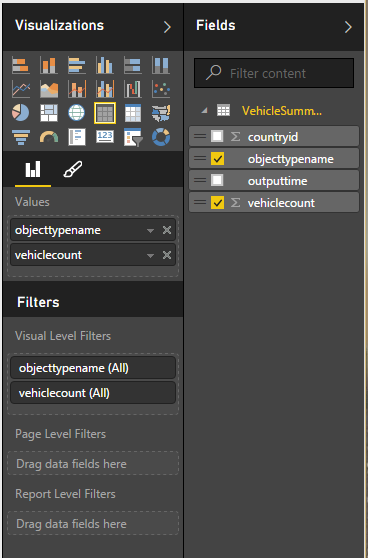 Visualizations
Fields
Filter content
VehicleSumm...
countryid
objecttypename
outputtime
vehiclecount
123
Values
objecttypename
vehiclecount
Filters
Visual Level Filters
objecttypename (All)
vehiclecount (All)
Page Level Filters
Drag data fields here
Report Level Filters
Drag data fields here